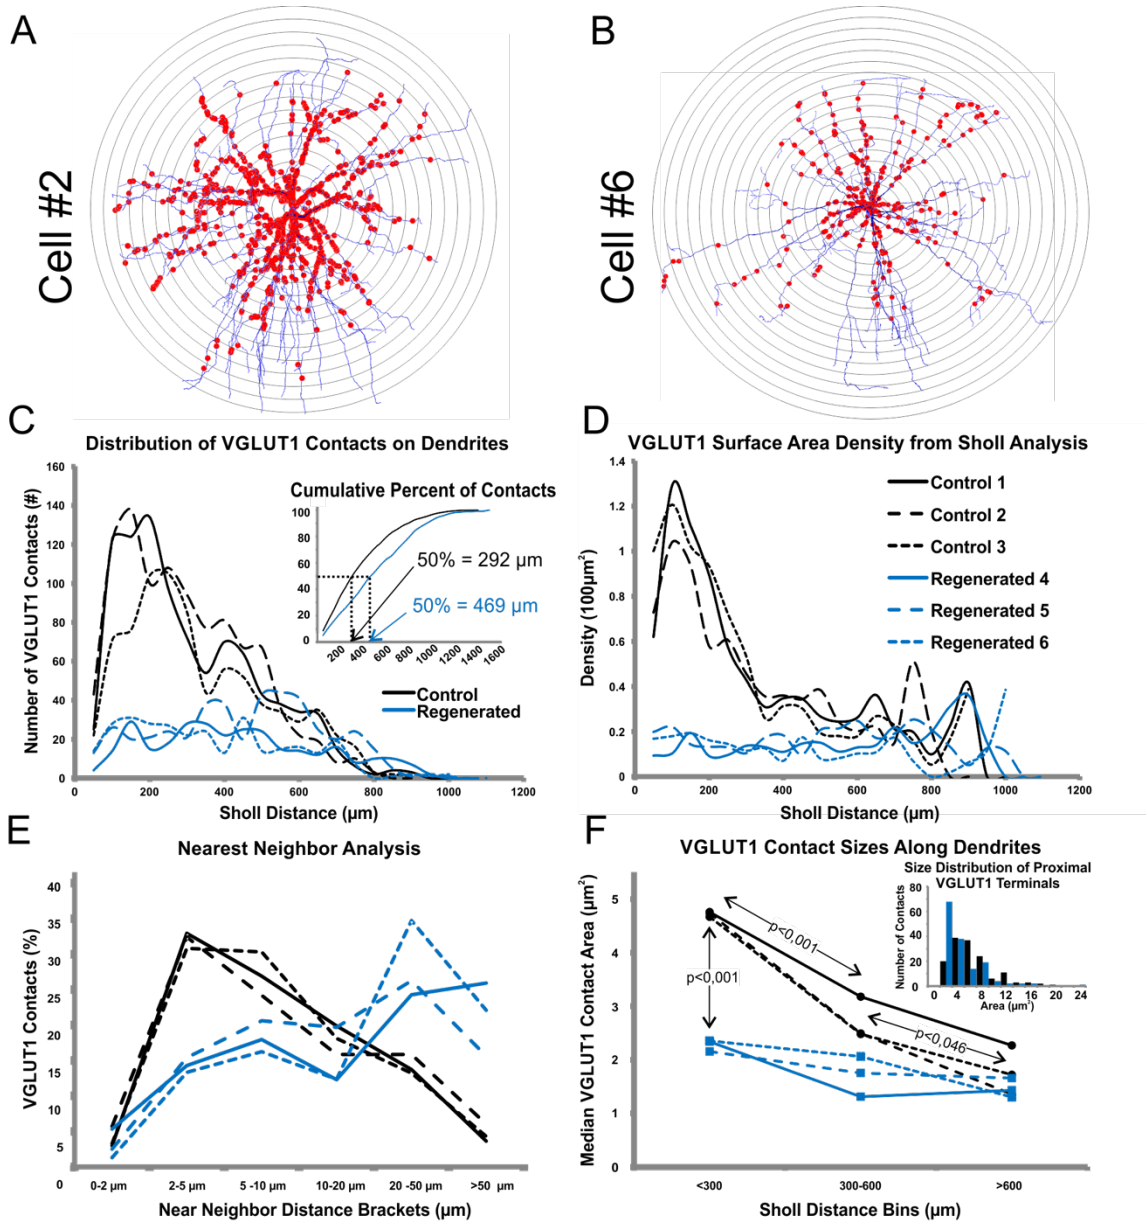 A
B
Cell #2
Cell #6
C
Distribution of VGLUT1 Contacts on Dendrites
Number of VGLUT1 Contacts (#)
160
140
120
100
80
60
40
20
0
0
200
400
600
800
1000
1200
Sholl Distance (µm)
Cumulative Percent of Contacts
100
80
60
40
20
0
200
400
600
800
1000
1200
1400
1600
50% = 292 µm
50% = 469 µm
Control
Regenerated
D
VGLUT1 Surface Area Density from Sholl Analysis
Density (100µm²)
1.4
1.2
1
0.8
0.6
0.4
0.2
0
0
200
400
600
800
1000
1200
Sholl Distance (µm)
Control 1
Control 2
Control 3
Regenerated 4
Regenerated 5
Regenerated 6
E
Nearest Neighbor Analysis
VGLUT1 Contacts (%)
40
35
30
25
20
15
10
5
0
0-2 µm
2-5 µm
5 -10 µm
10-20 µm
20 -50 µm
>50 µm
Near Neighbor Distance Brackets (µm)
F
VGLUT1 Contact Sizes Along Dendrites
Median VGLUT1 Contact Area (µm²)
5
4
3
2
1
0
<300
300-600
>600
Sholl Distance Bins (µm)
p<0,001
p<0,001
p<0,046
Size Distribution of Proximal
VGLUT1 Terminals
Number of Contacts
80
60
40
20
0
0
4
8
12
16
20
24
Area (µm²)